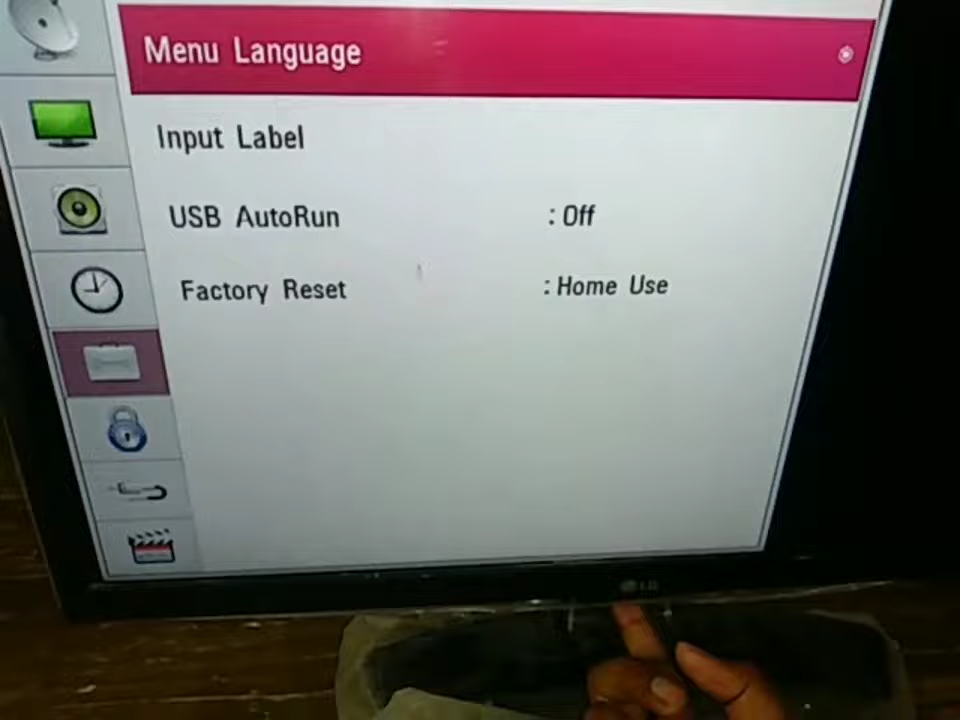 Menu Language
Input Label
USB AutoRun : Off
Factory Reset : Home Use
LG